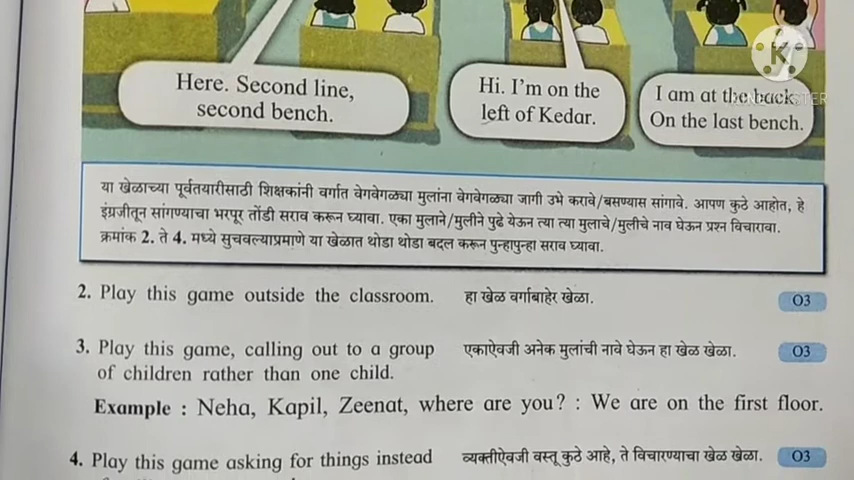 Here. Second line,
second bench.
Hi. I'm on the
left of Kedar.
I am at the back.
On the last bench.
K
या खेळाच्या पूर्वतयारीसाठी शिक्षकांनी वर्गात वेगवेगळ्या मुलांना वेगवेगळ्या जागी उभे करावे/बसण्यास सांगावे. आपण कुठे आहोत, हे
इंग्रजीतून सांगण्याचा भरपूर तोंडी सराव करून घ्यावा. एका मुलाने/मुलीने पुढे येऊन त्या त्या मुलाचे/मुलीचे नाव घेऊन प्रश्न विचारावा.
क्रमांक 2. ते 4. मध्ये सुचवल्याप्रमाणे या खेळात थोडा थोडा बदल करून पुन्हापुन्हा सराव घ्यावा.
2. Play this game outside the classroom. हा खेळ वर्गाबाहेर खेळा. O3
3. Play this game, calling out to a group एकाऐवजी अनेक मुलांची नावे घेऊन हा खेळ खेळा. O3
of children rather than one child.
Example : Neha, Kapil, Zeenat, where are you? : We are on the first floor.
4. Play this game asking for things instead व्यक्तीऐवजी वस्तू कुठे आहे, ते विचारण्याचा खेळ खेळा. O3